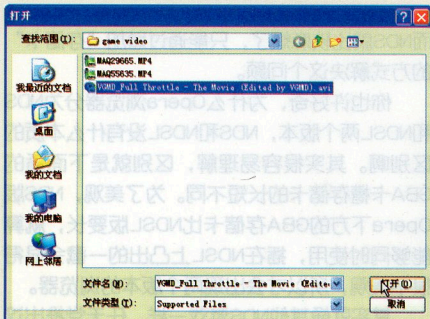 打开
查找范围(I): game video
MAQ29665.MP4
MAQ55635.MP4
VGMD_Full Throttle - The Movie (Edited by VGMD).avi
我最近的文档
桌面
我的文档
我的电脑
网上邻居
文件名(N): VGMD_Full Throttle - The Movie (Edite
打开(O)
文件类型(T): Supported Files
取消